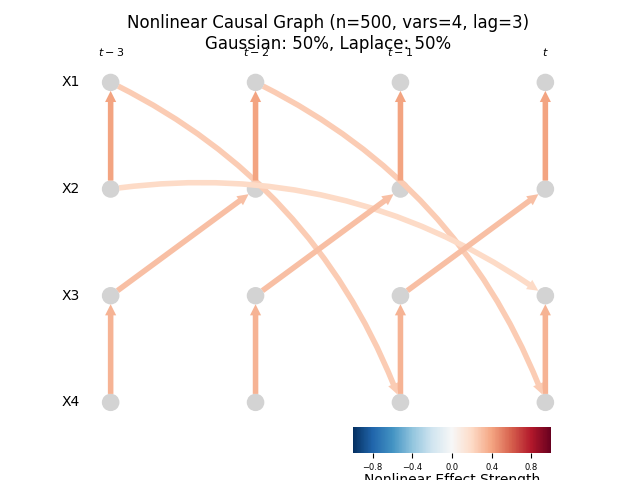 Nonlinear Causal Graph (n=500, vars=4, lag=3)
Gaussian: 50%, Laplace: 50%
t − 3 t − 2 t − 1 t
X1
X2
X3
X4
−0.8 −0.4 0.0 0.4 0.8
Nonlinear Effect Strength